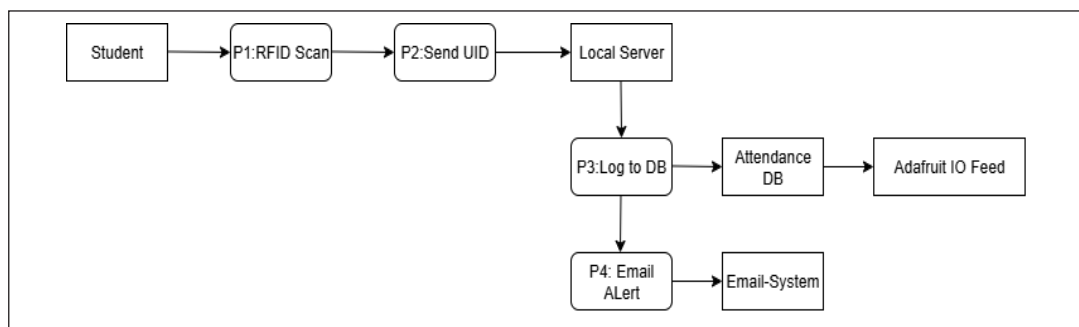 Student
P1:RFID Scan
P2:Send UID
Local Server
P3:Log to DB
Attendance
DB
Adafruit IO Feed
P4: Email
ALert
Email-System